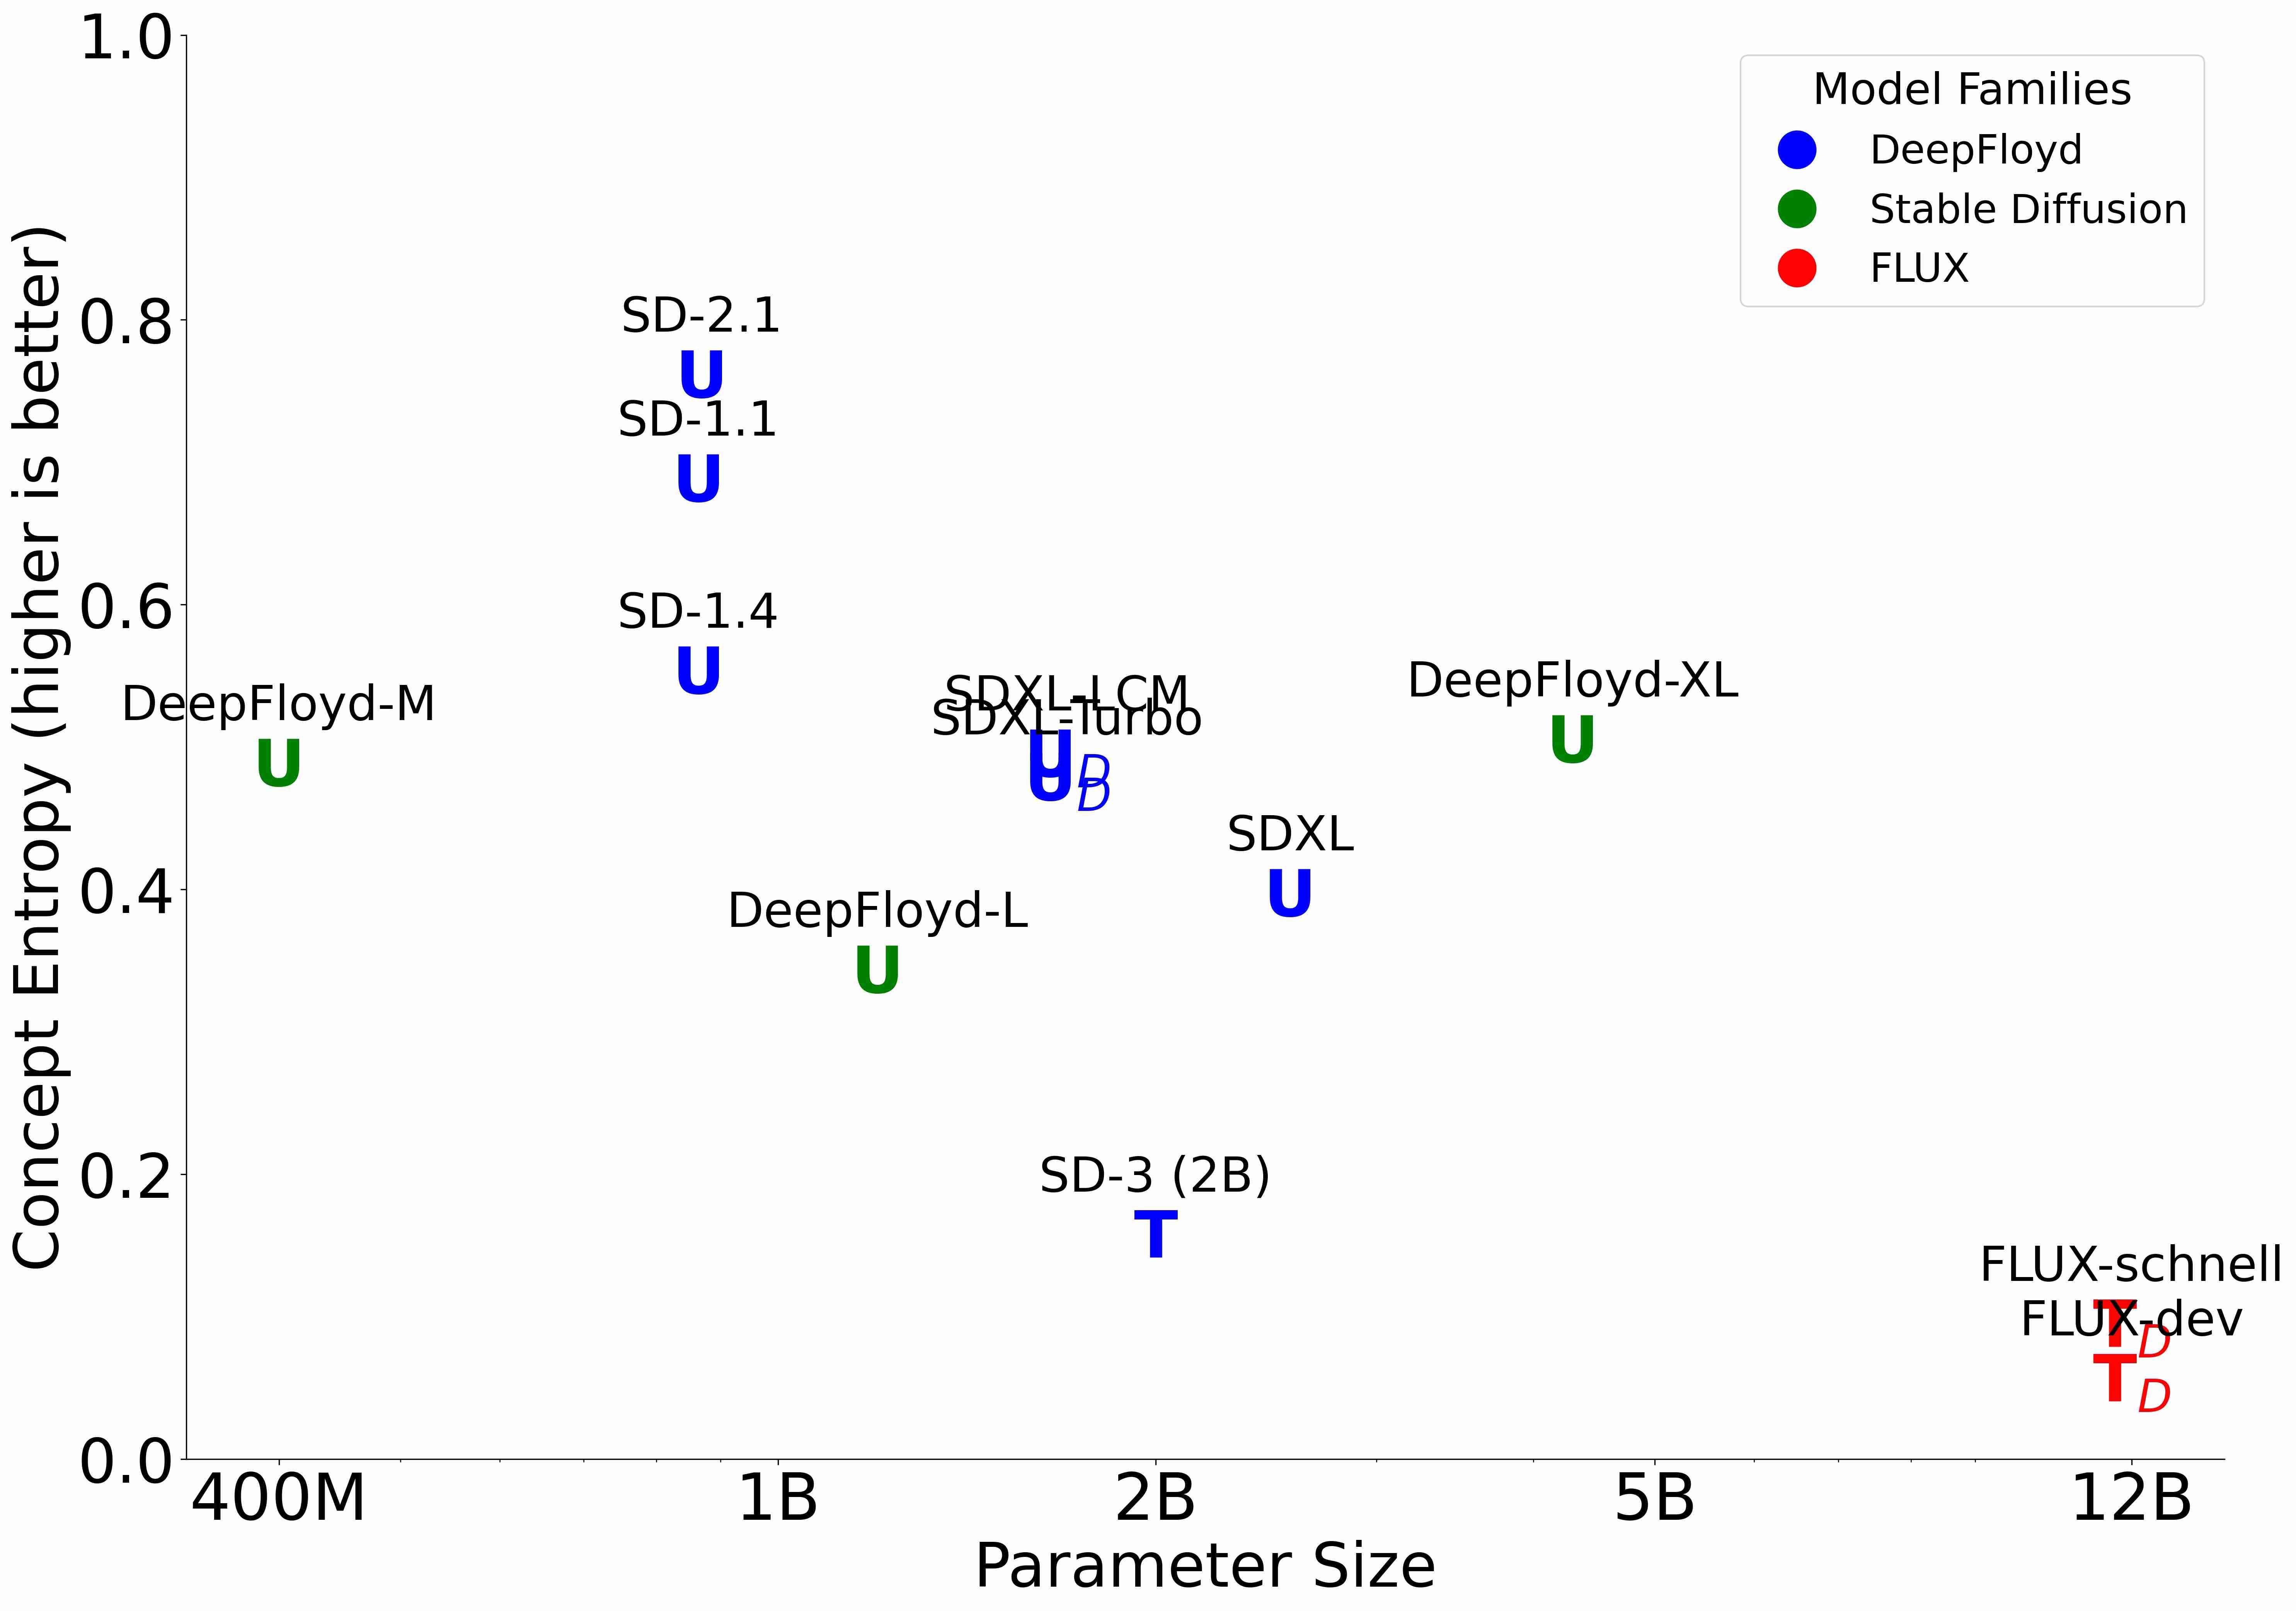 Concept Entropy (higher is better)
1.0
0.8
0.6
0.4
0.2
0.0
Model Families
DeepFloyd
Stable Diffusion
FLUX
SD-2.1
U
SD-1.1
U
SD-1.4
U
DeepFloyd-M
U
SDXL-LCM
SDXL-Turbo
U D
U D
DeepFloyd-XL
U
SDXL
U
DeepFloyd-L
U
SD-3 (2B)
T
FLUX-schnell
T D
FLUX-dev
T D
400M
1B
2B
5B
12B
Parameter Size